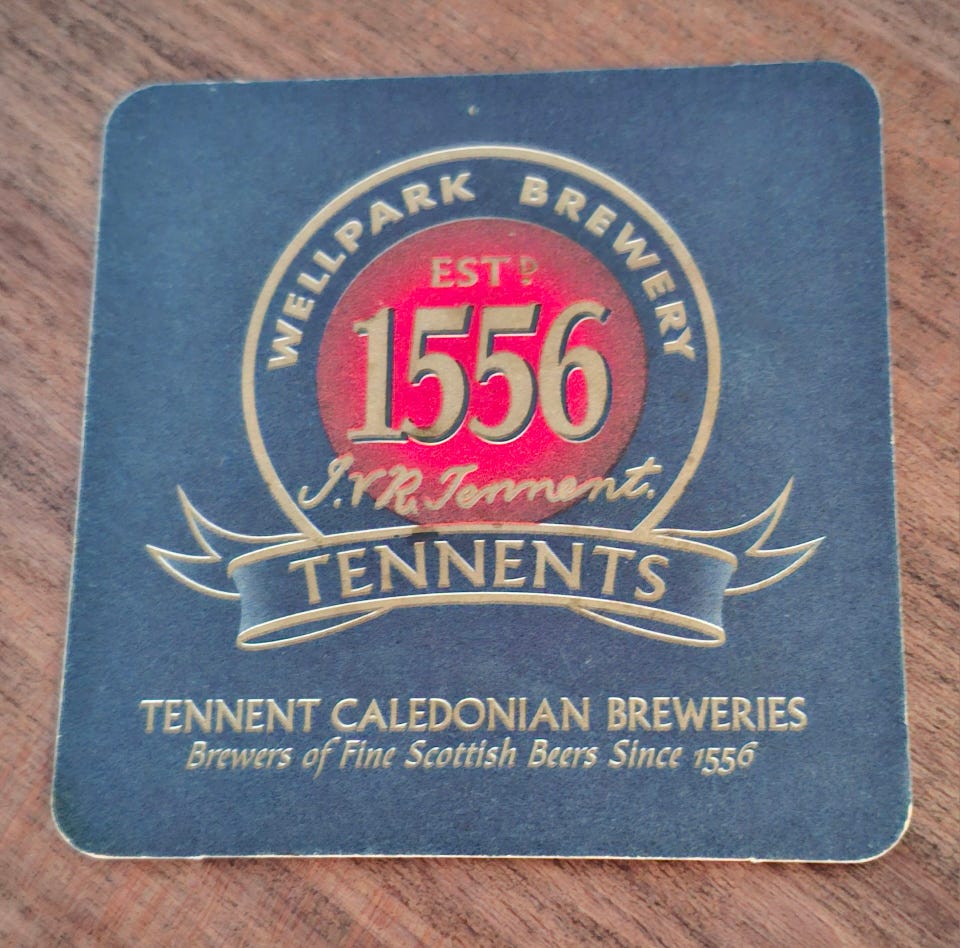 WELLPARK BREWERY
ESTD
1556
J. & R. Tennent.
TENNENTS
TENNENT CALEDONIAN BREWERIES
Brewers of Fine Scottish Beers Since 1556